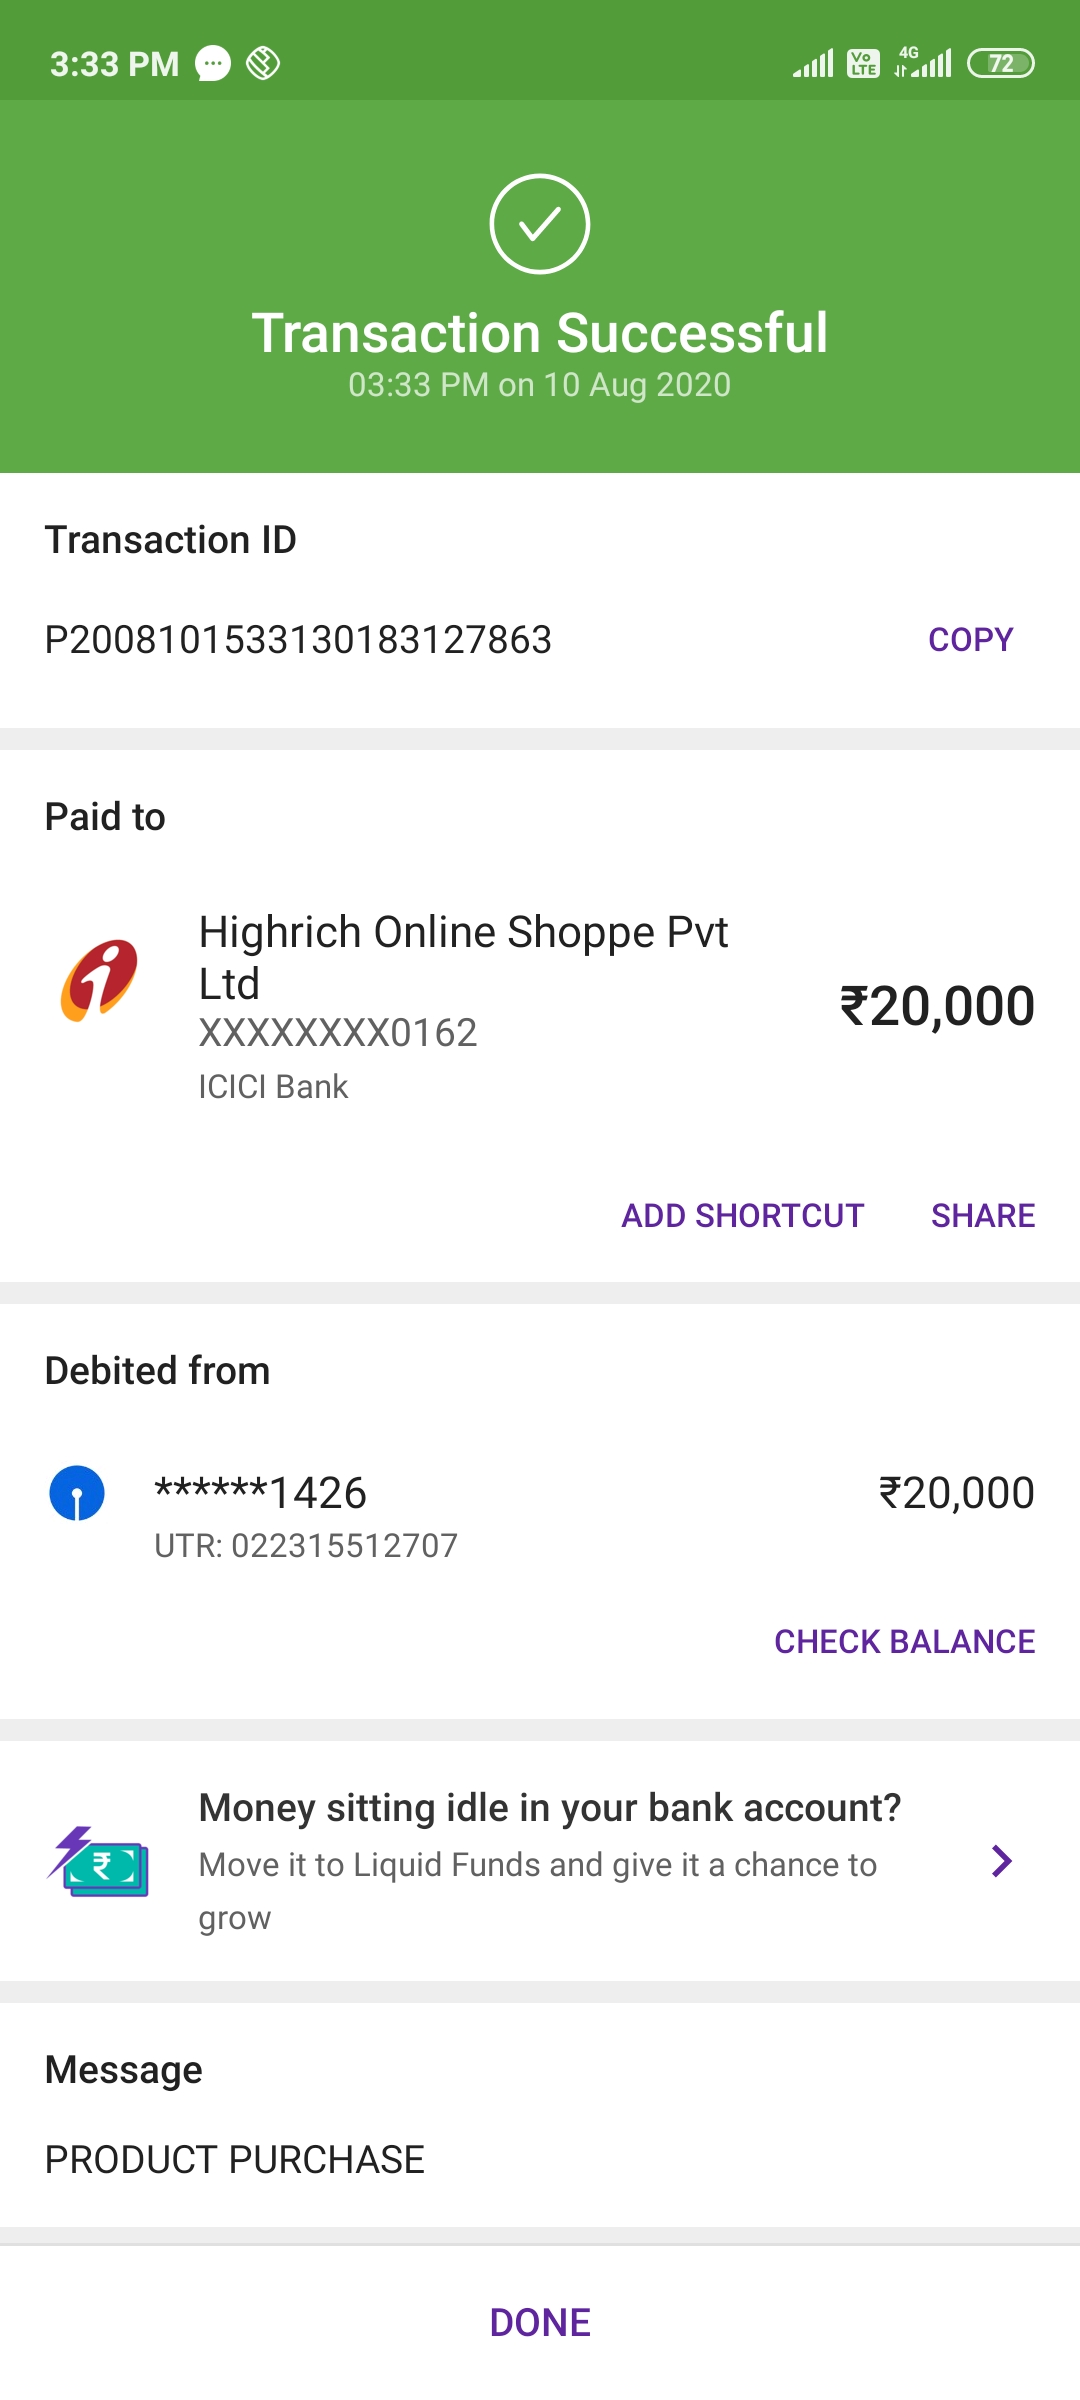 3:33 PM
Vo LTE 4G 72
Transaction Successful
03:33 PM on 10 Aug 2020
Transaction ID
P2008101533130183127863 COPY
Paid to
Highrich Online Shoppe Pvt
Ltd
XXXXXXXX0162
₹20,000
ICICI Bank
ADD SHORTCUT SHARE
Debited from
******1426 ₹20,000
UTR: 022315512707
CHECK BALANCE
Money sitting idle in your bank account?
Move it to Liquid Funds and give it a chance to
grow
Message
PRODUCT PURCHASE
DONE